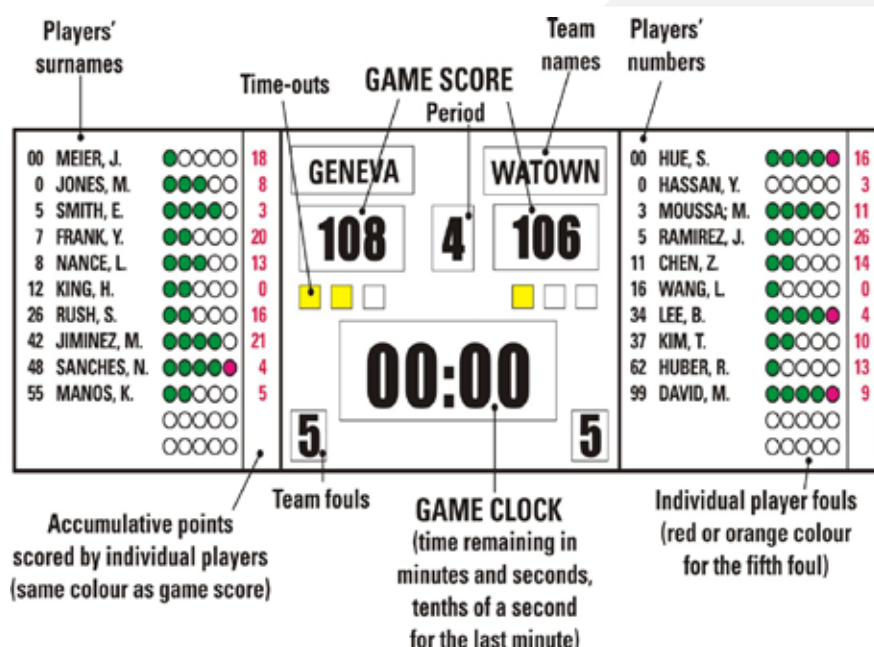 Players'
surnames
Time-outs
GAME SCORE
Period
Team
names
Players'
numbers
00 MEIER, J. 18
0 JONES, M. 8
5 SMITH, E. 3
7 FRANK, Y. 20
8 NANCE, L. 13
12 KING, H. 0
26 RUSH, S. 16
42 JIMINEZ, M. 21
48 SANCHES, N. 4
55 MANOS, K. 5
GENEVA
WATOWN
108
4
106
00:00
5
5
00 HUE, S. 16
0 HASSAN, Y. 3
3 MOUSSA; M. 11
5 RAMIREZ, J. 26
11 CHEN, Z. 14
16 WANG, L. 0
34 LEE, B. 4
37 KIM, T. 10
62 HUBER, R. 13
99 DAVID, M. 9
Accumulative points
scored by individual players
(same colour as game score)
Team fouls
GAME CLOCK
(time remaining in
minutes and seconds,
tenths of a second
for the last minute)
Individual player fouls
(red or orange colour
for the fifth foul)